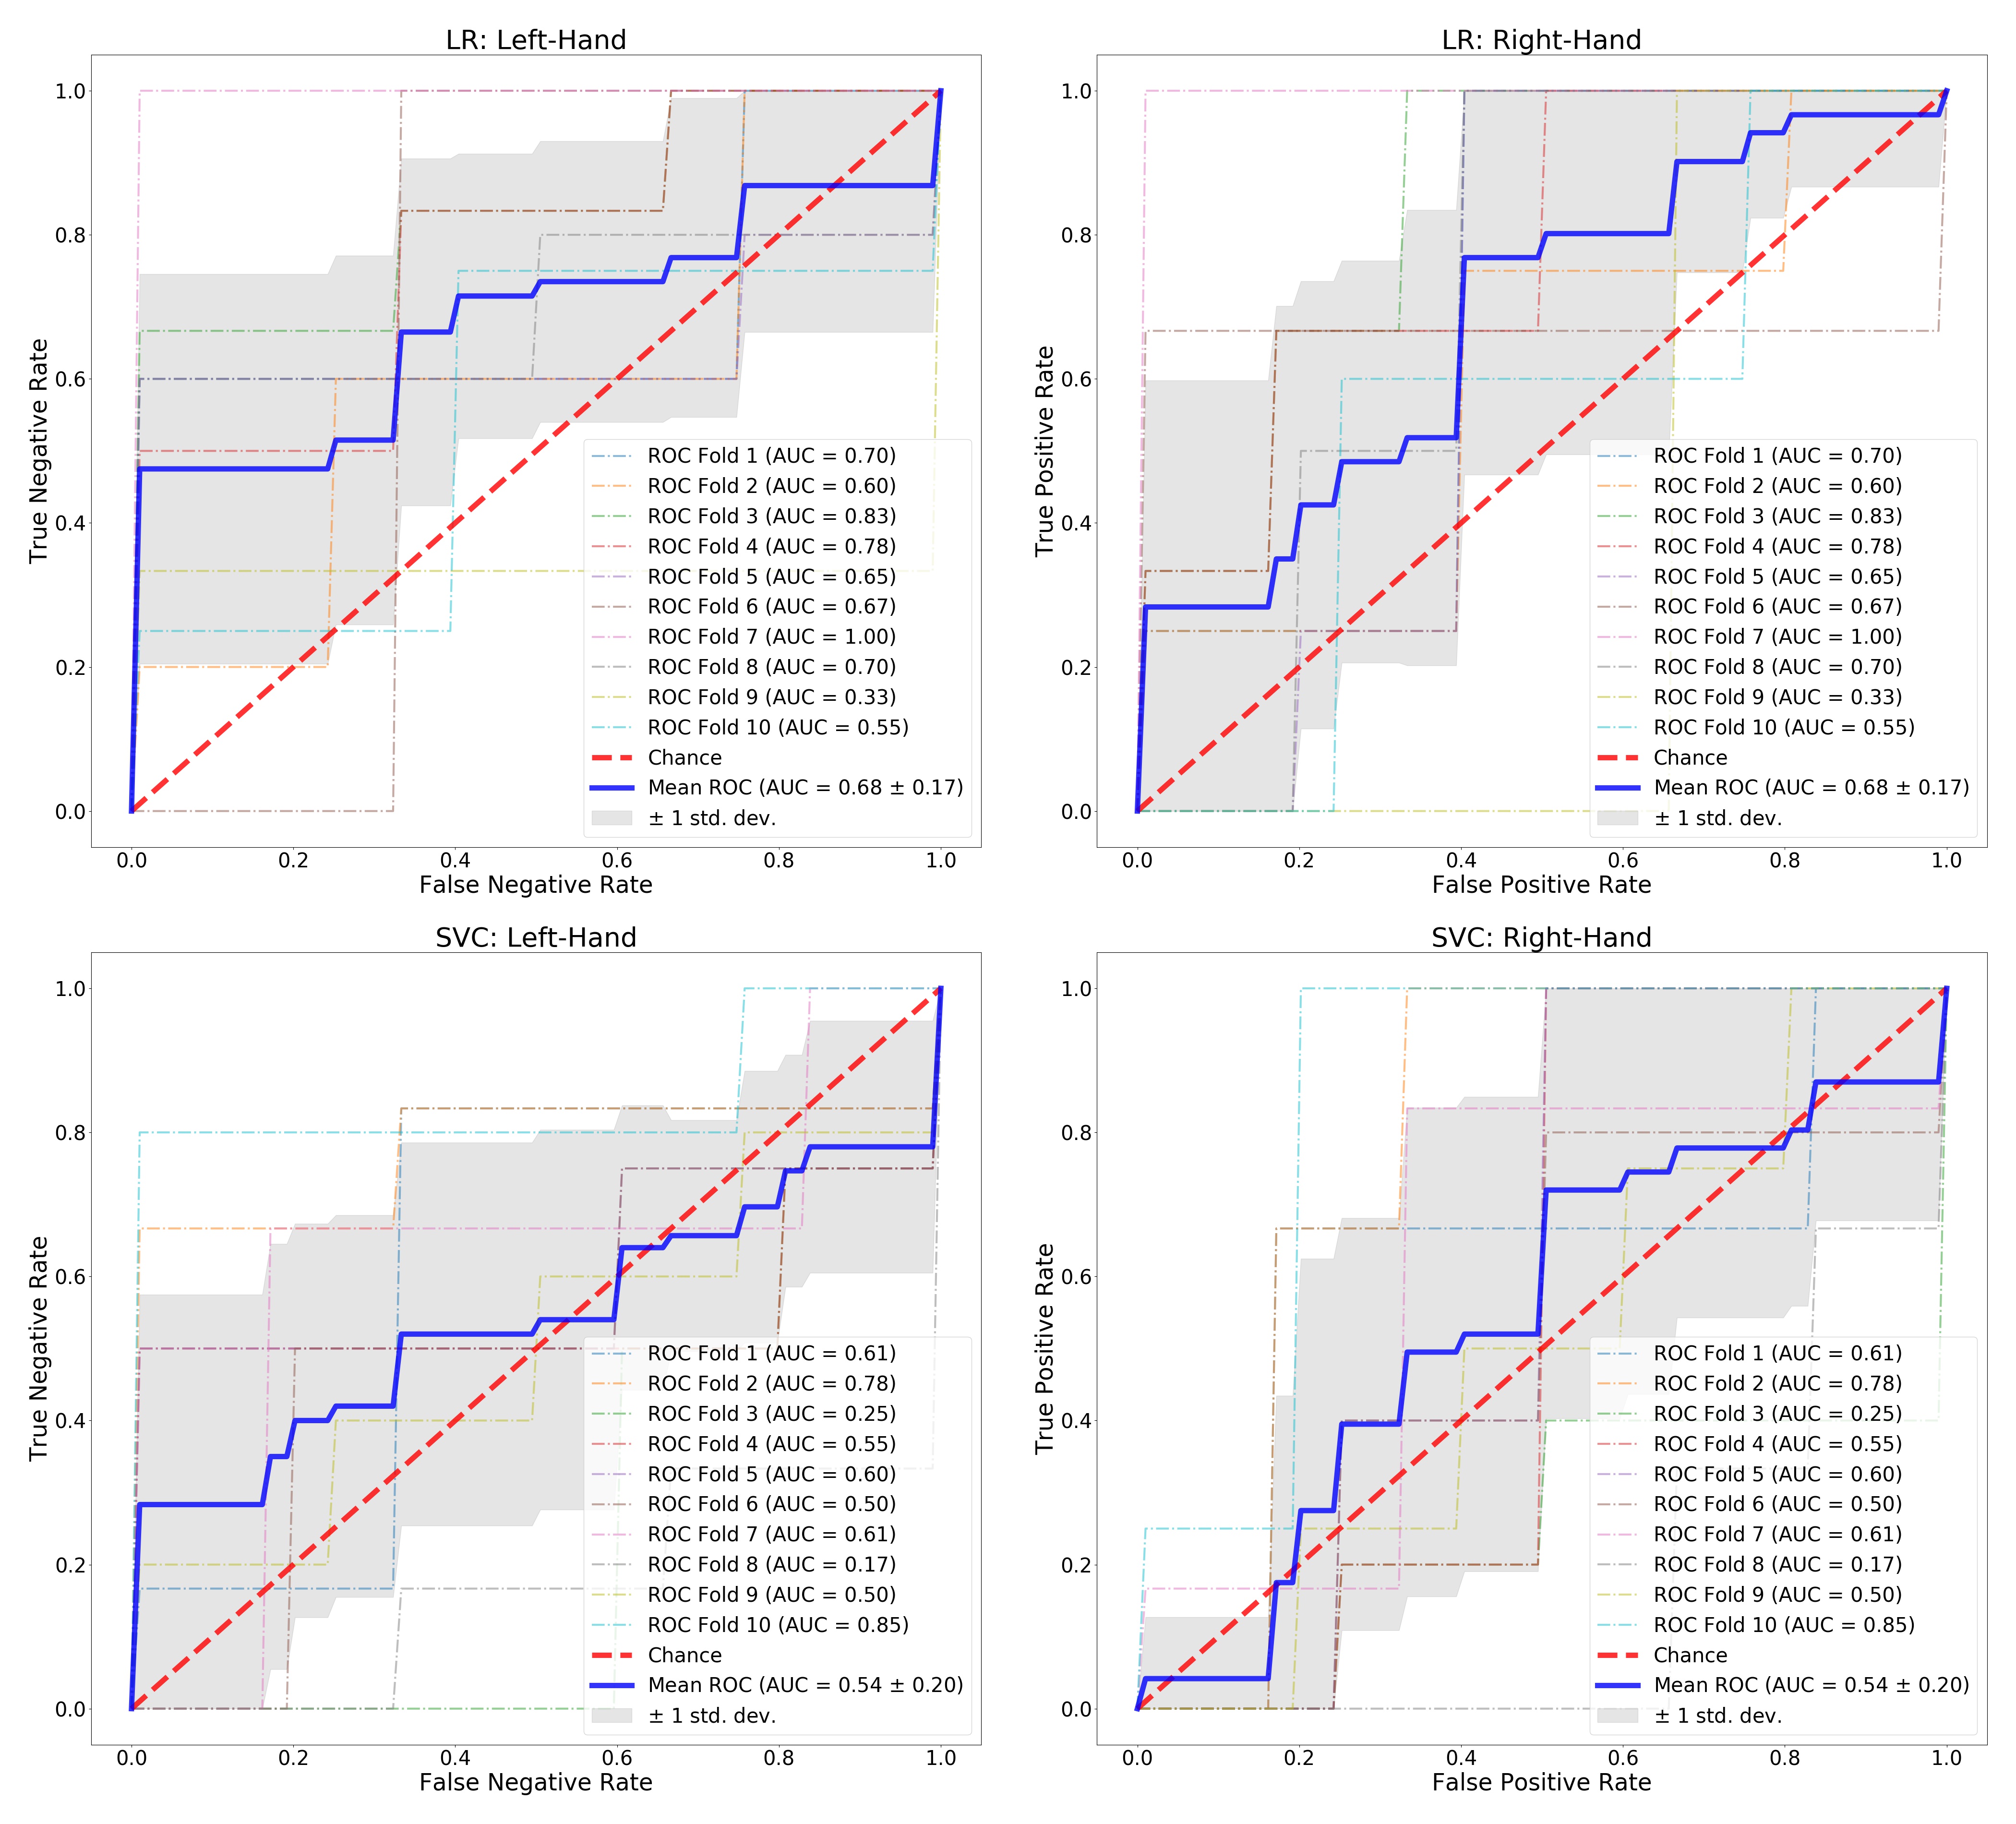 LR: Left-Hand
True Negative Rate
1.0
0.8
0.6
0.4
0.2
0.0
ROC Fold 1 (AUC = 0.70)
ROC Fold 2 (AUC = 0.60)
ROC Fold 3 (AUC = 0.83)
ROC Fold 4 (AUC = 0.78)
ROC Fold 5 (AUC = 0.65)
ROC Fold 6 (AUC = 0.67)
ROC Fold 7 (AUC = 1.00)
ROC Fold 8 (AUC = 0.70)
ROC Fold 9 (AUC = 0.33)
ROC Fold 10 (AUC = 0.55)
Chance
Mean ROC (AUC = 0.68 ± 0.17)
± 1 std. dev.
0.0 0.2 0.4 0.6 0.8 1.0
False Negative Rate
LR: Right-Hand
True Positive Rate
1.0
0.8
0.6
0.4
0.2
0.0
ROC Fold 1 (AUC = 0.70)
ROC Fold 2 (AUC = 0.60)
ROC Fold 3 (AUC = 0.83)
ROC Fold 4 (AUC = 0.78)
ROC Fold 5 (AUC = 0.65)
ROC Fold 6 (AUC = 0.67)
ROC Fold 7 (AUC = 1.00)
ROC Fold 8 (AUC = 0.70)
ROC Fold 9 (AUC = 0.33)
ROC Fold 10 (AUC = 0.55)
Chance
Mean ROC (AUC = 0.68 ± 0.17)
± 1 std. dev.
0.0 0.2 0.4 0.6 0.8 1.0
False Positive Rate
SVC: Left-Hand
True Negative Rate
1.0
0.8
0.6
0.4
0.2
0.0
ROC Fold 1 (AUC = 0.61)
ROC Fold 2 (AUC = 0.78)
ROC Fold 3 (AUC = 0.25)
ROC Fold 4 (AUC = 0.55)
ROC Fold 5 (AUC = 0.60)
ROC Fold 6 (AUC = 0.50)
ROC Fold 7 (AUC = 0.61)
ROC Fold 8 (AUC = 0.17)
ROC Fold 9 (AUC = 0.50)
ROC Fold 10 (AUC = 0.85)
Chance
Mean ROC (AUC = 0.54 ± 0.20)
± 1 std. dev.
0.0 0.2 0.4 0.6 0.8 1.0
False Negative Rate
SVC: Right-Hand
True Positive Rate
1.0
0.8
0.6
0.4
0.2
0.0
ROC Fold 1 (AUC = 0.61)
ROC Fold 2 (AUC = 0.78)
ROC Fold 3 (AUC = 0.25)
ROC Fold 4 (AUC = 0.55)
ROC Fold 5 (AUC = 0.60)
ROC Fold 6 (AUC = 0.50)
ROC Fold 7 (AUC = 0.61)
ROC Fold 8 (AUC = 0.17)
ROC Fold 9 (AUC = 0.50)
ROC Fold 10 (AUC = 0.85)
Chance
Mean ROC (AUC = 0.54 ± 0.20)
± 1 std. dev.
0.0 0.2 0.4 0.6 0.8 1.0
False Positive Rate